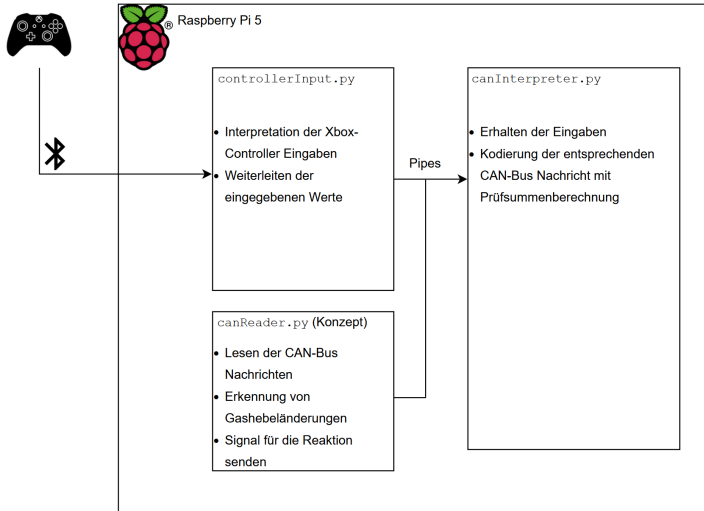 ® Raspberry Pi 5
controllerInput.py
Interpretation der Xbox-
Controller Eingaben
Weiterleiten der
eingegebenen Werte
Pipes
canInterpreter.py
Erhalten der Eingaben
Kodierung der entsprechenden
CAN-Bus Nachricht mit
Prüfsummenberechnung
canReader.py (Konzept)
Lesen der CAN-Bus
Nachrichten
Erkennung von
Gashebeländerungen
Signal für die Reaktion
senden